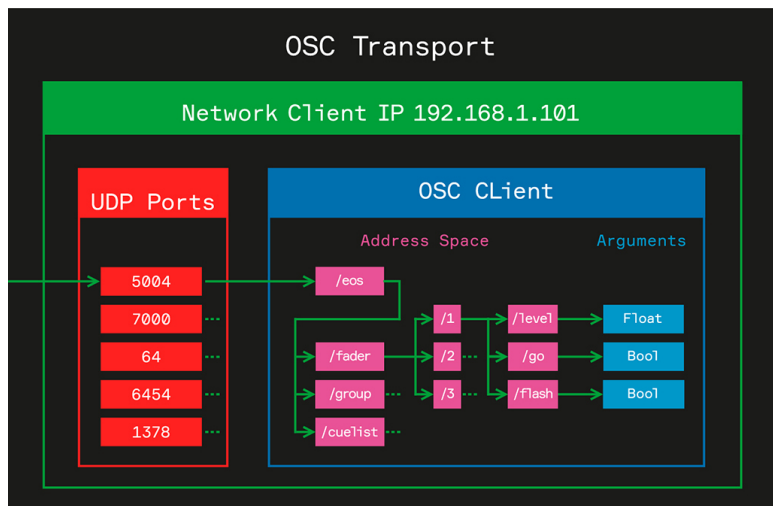 OSC Transport
Network Client IP 192.168.1.101
UDP Ports
OSC CLient
Address Space
Arguments
5004
/eos
7000
/1
/level
Float
64
/fader
/2
/go
Bool
6454
/group
/3
/flash
Bool
1378
/cuelist